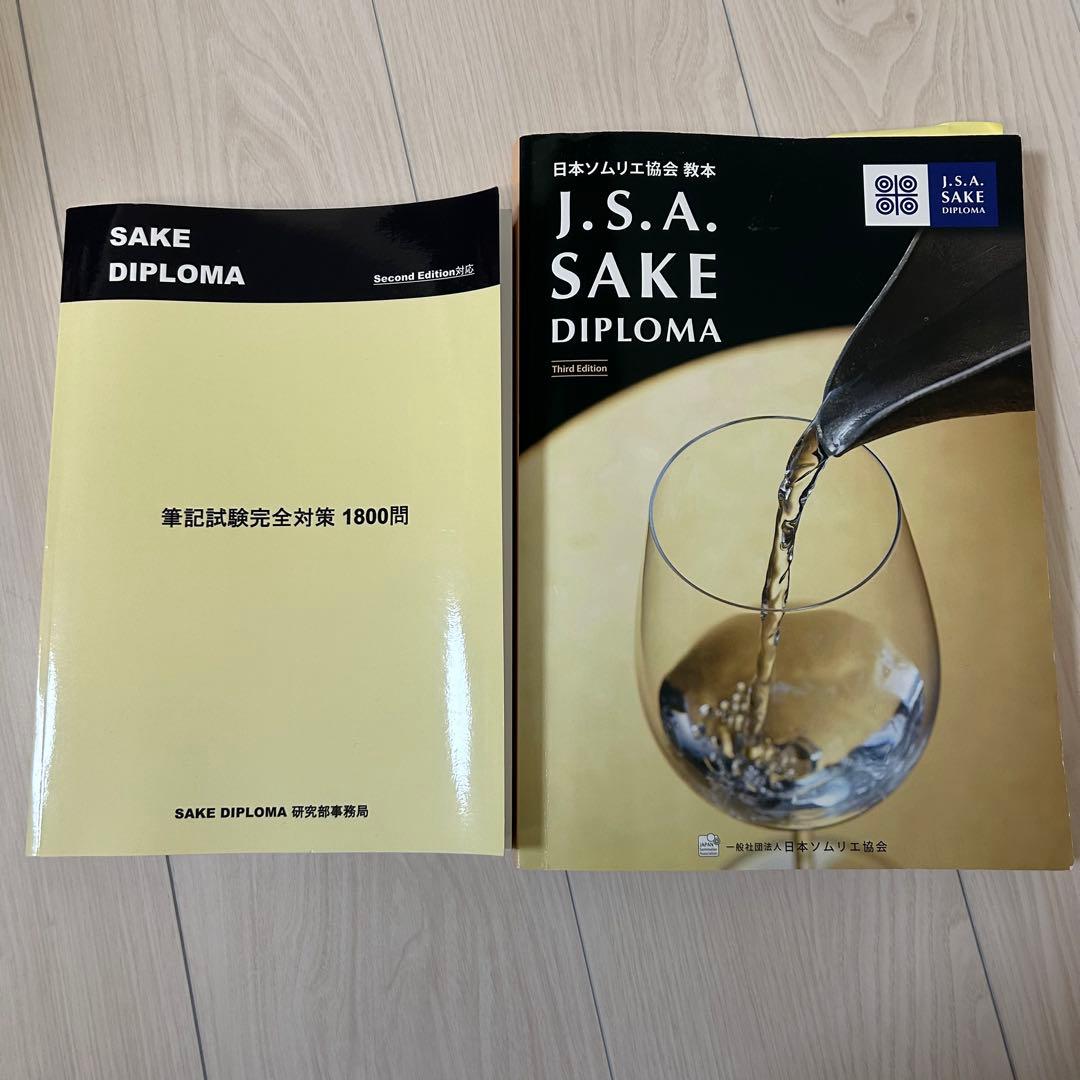 SAKE
DIPLOMA
Second Edition対応
筆記試験完全対策 1800問
SAKE DIPLOMA 研究部事務局
日本ソムリエ協会 教本
J.S.A.
SAKE
DIPLOMA
Third Edition
J.S.A.
SAKE
DIPLOMA
JAPAN
Sommelier
Association
一般社団法人日本ソムリエ協会